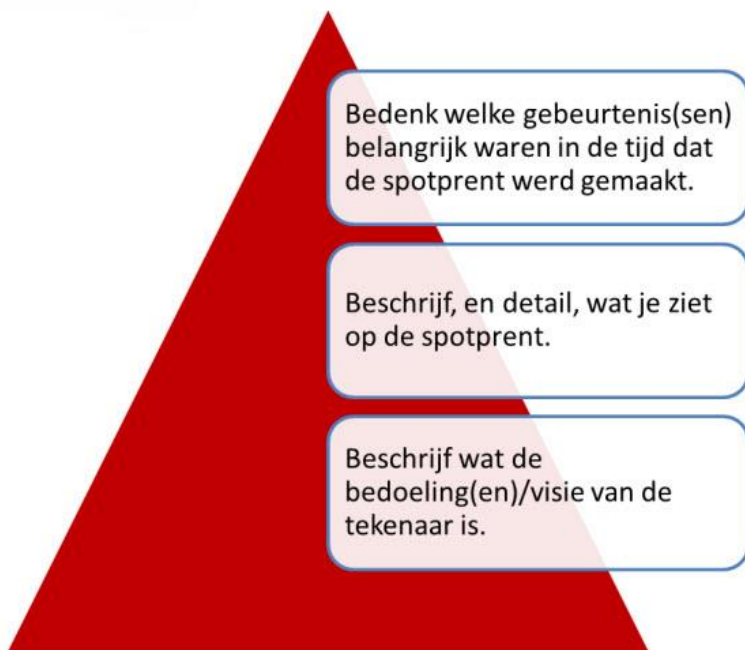 Bedenk welke gebeurtenis(sen)
belangrijk waren in de tijd dat
de spotprent werd gemaakt.
Beschrijf, en detail, wat je ziet
op de spotprent.
Beschrijf wat de
bedoeling(en)/visie van de
tekenaar is.